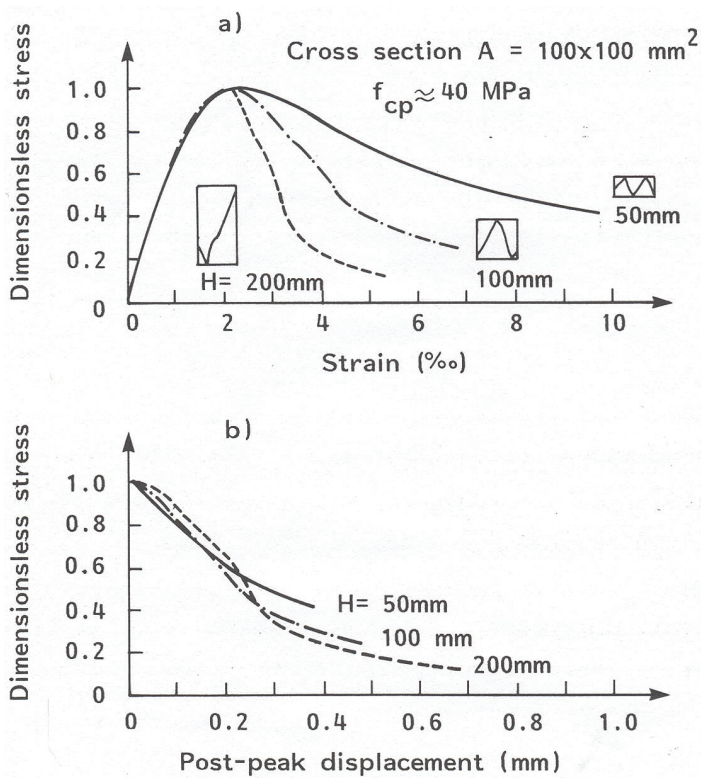 a)
Dimensionsless stress
Cross section A = 100x100 mm²
f_cp ≈ 40 MPa
1.0
0.8
0.6
0.4
0.2
0
50mm
100mm
H= 200mm
0 2 4 6 8 10
Strain (‰)
b)
Dimensionless stress
1.0
0.8
0.6
0.4
0.2
0
H= 50mm
100 mm
200mm
0 0.2 0.4 0.6 0.8 1.0
Post-peak displacement (mm)